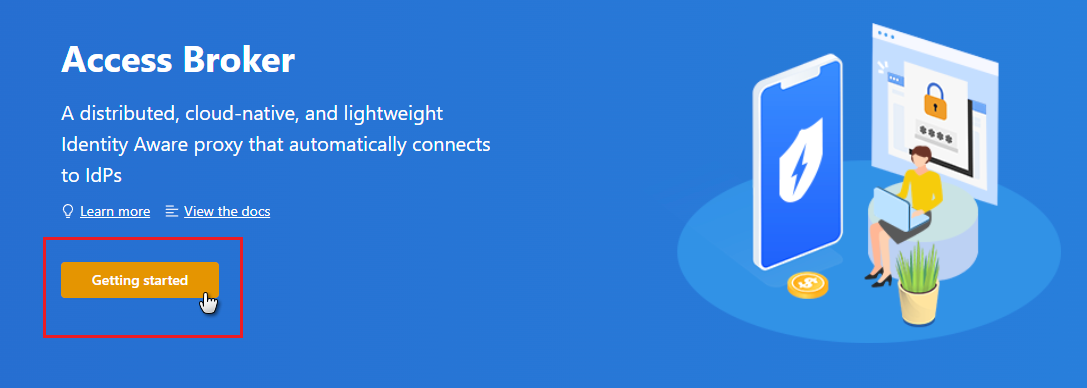 Access Broker
A distributed, cloud-native, and lightweight
Identity Aware proxy that automatically connects
to IdPs
Learn more View the docs
Getting started
****
$